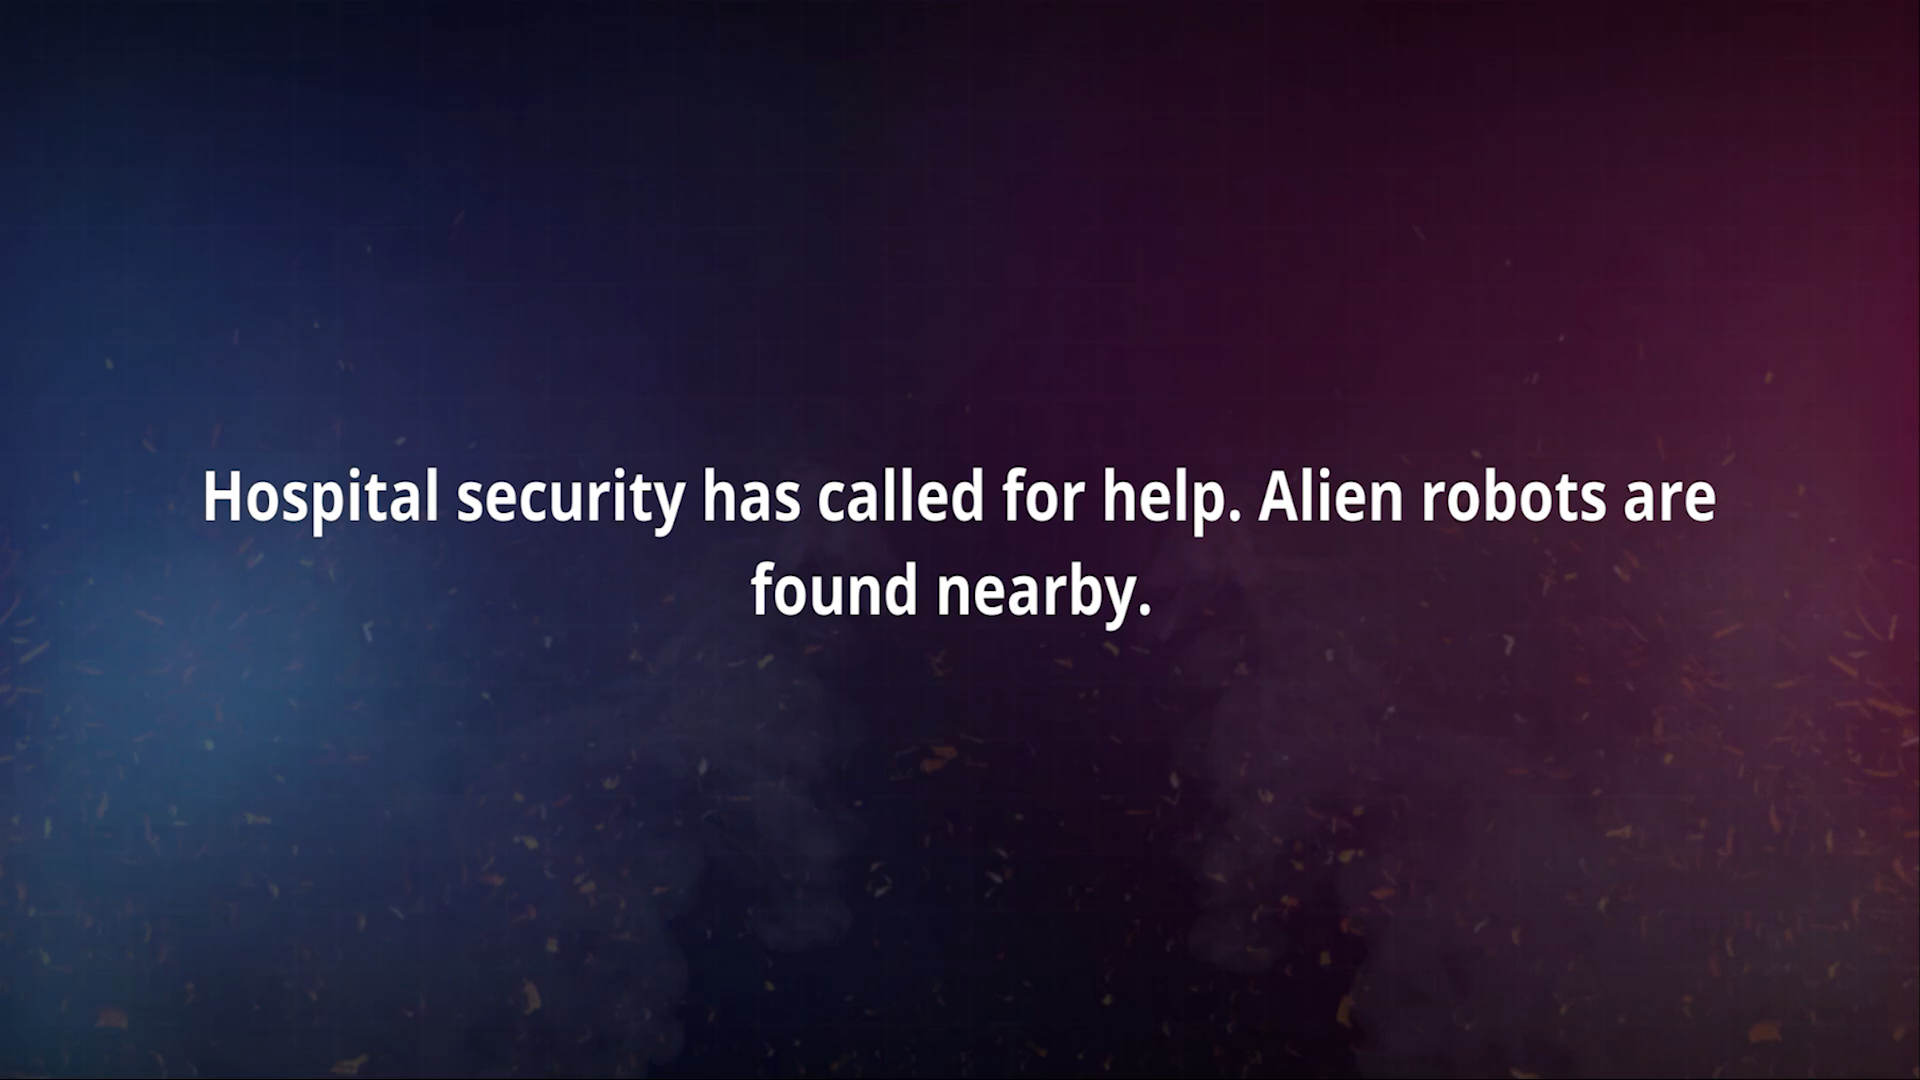 Hospital security has called for help. Alien robots are
found nearby.